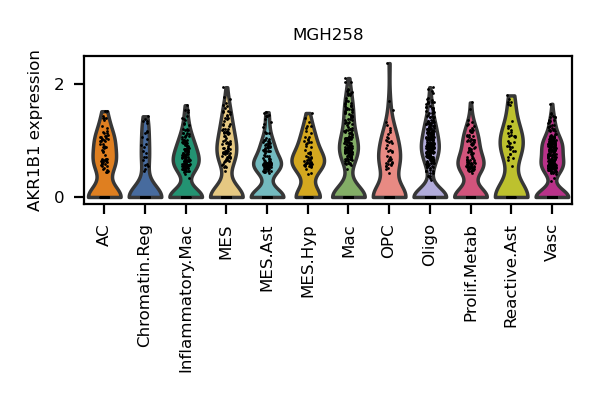 MGH258
AKR1B1 expression
2
0
AC
Chromatin.Reg
Inflammatory.Mac
MES
MES.Ast
MES.Hyp
Mac
OPC
Oligo
Prolif.Metab
Reactive.Ast
Vasc